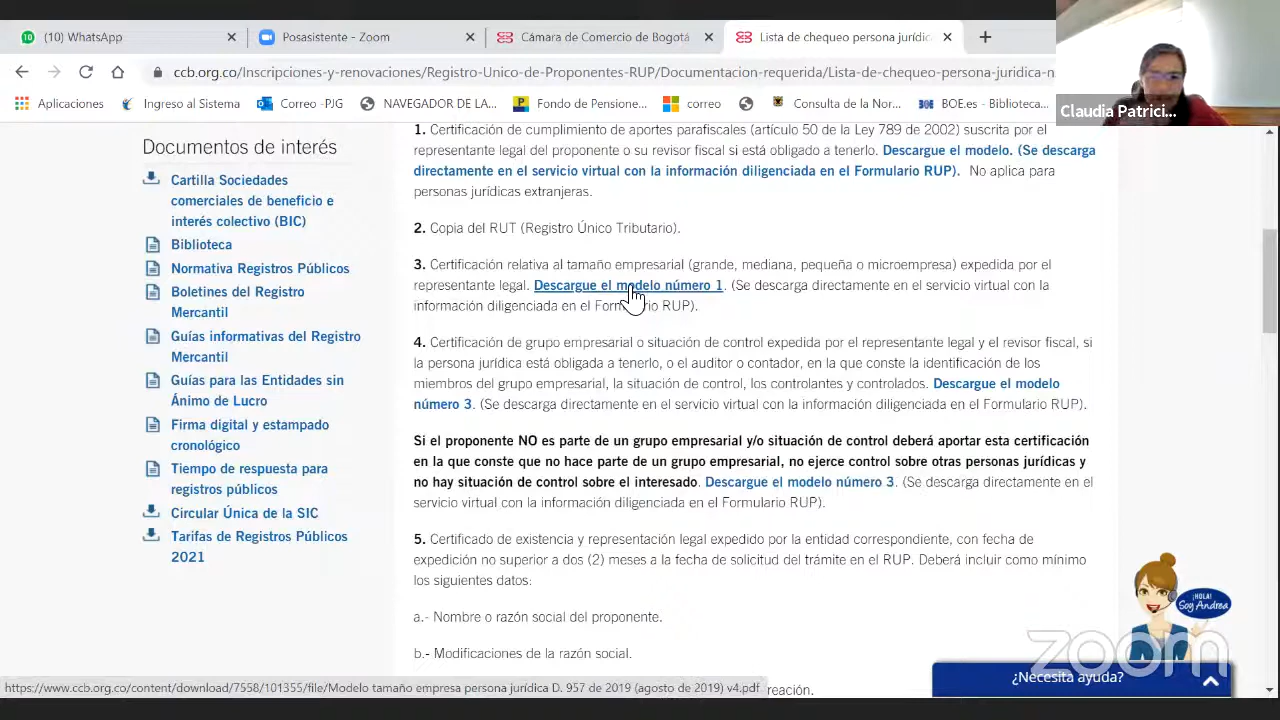 (10) WhatsApp
Posasistente - Zoom
Cámara de Comercio de Bogotá
Lista de chequeo persona jurídic
ccb.org.co/Inscripciones-y-renovaciones/Registro-Unico-de-Proponentes-RUP/Documentacion-requerida/Lista-de-chequeo-persona-juridica-n
Claudia Patrici...
Aplicaciones
Ingreso al Sistema
Correo -PJG
NAVEGADOR DE LA...
Fondo de Pensione...
correo
Consulta de la Nor...
BOE.es - Biblioteca...
Documentos de interés
Cartilla Sociedades
comerciales de beneficio e
interés colectivo (BIC)
Biblioteca
Normativa Registros Públicos
Boletines del Registro
Mercantil
Guías informativas del Registro
Mercantil
Guías para las Entidades sin
Ánimo de Lucro
Firma digital y estampado
cronológico
Tiempo de respuesta para
registros públicos
Circular Única de la SIC
Tarifas de Registros Públicos
2021
1. Certificación de cumplimiento de aportes parafiscales (artículo 50 de la Ley 789 de 2002) suscrita por el
representante legal del proponente o su revisor fiscal si está obligado a tenerlo. Descargue el modelo. (Se descarga
directamente en el servicio virtual con la información diligenciada en el Formulario RUP). No aplica para
personas jurídicas extranjeras.
2. Copia del RUT (Registro Único Tributario).
3. Certificación relativa al tamaño empresarial (grande, mediana, pequeña o microempresa) expedida por el
representante legal. Descargue el modelo número 1. (Se descarga directamente en el servicio virtual con la
información diligenciada en el Formulario RUP).
4. Certificación de grupo empresarial o situación de control expedida por el representante legal y el revisor fiscal, si
la persona jurídica está obligada a tenerlo, o el auditor o contador, en la que conste la identificación de los
miembros del grupo empresarial, la situación de control, los controlantes y controlados. Descargue el modelo
número 3. (Se descarga directamente en el servicio virtual con la información diligenciada en el Formulario RUP).
Si el proponente NO es parte de un grupo empresarial y/o situación de control deberá aportar esta certificación
en la que conste que no hace parte de un grupo empresarial, no ejerce control sobre otras personas jurídicas y
no hay situación de control sobre el interesado. Descargue el modelo número 3. (Se descarga directamente en el
servicio virtual con la información diligenciada en el Formulario RUP).
5. Certificado de existencia y representación legal expedido por la entidad correspondiente, con fecha de
expedición no superior a dos (2) meses a la fecha de solicitud del trámite en el RUP. Deberá incluir como mínimo
los siguientes datos:
a.- Nombre o razón social del proponente.
b.- Modificaciones de la razón social.
reación.
¡HOLA!
Soy Andrea
zoom
¿Necesita ayuda?
https://www.ccb.org.co/content/download/7558/101355/file/Modelo tamaño empresa persona jurídica D. 957 de 2019 (agosto de 2019) v4.pdf